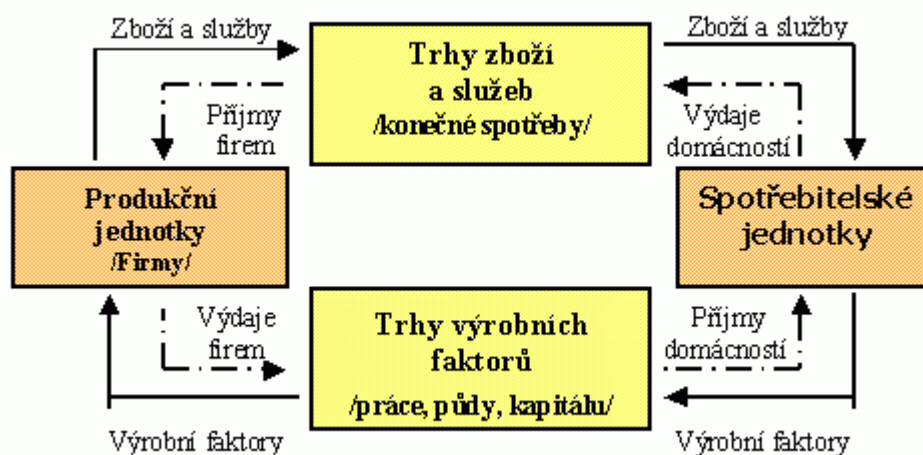 Zboží a služby
Trhy zboží
a služeb
/konečné spotřeby/
Zboží a služby
Příjmy
firem
Výdaje
domácností
Produkční
jednotky
/Firmy/
Spotřebitelské
jednotky
Výdaje
firem
Trhy výrobních
faktorů
/práce, půdy, kapitálu/
Příjmy
domácností
Výrobní faktory
Výrobní faktory